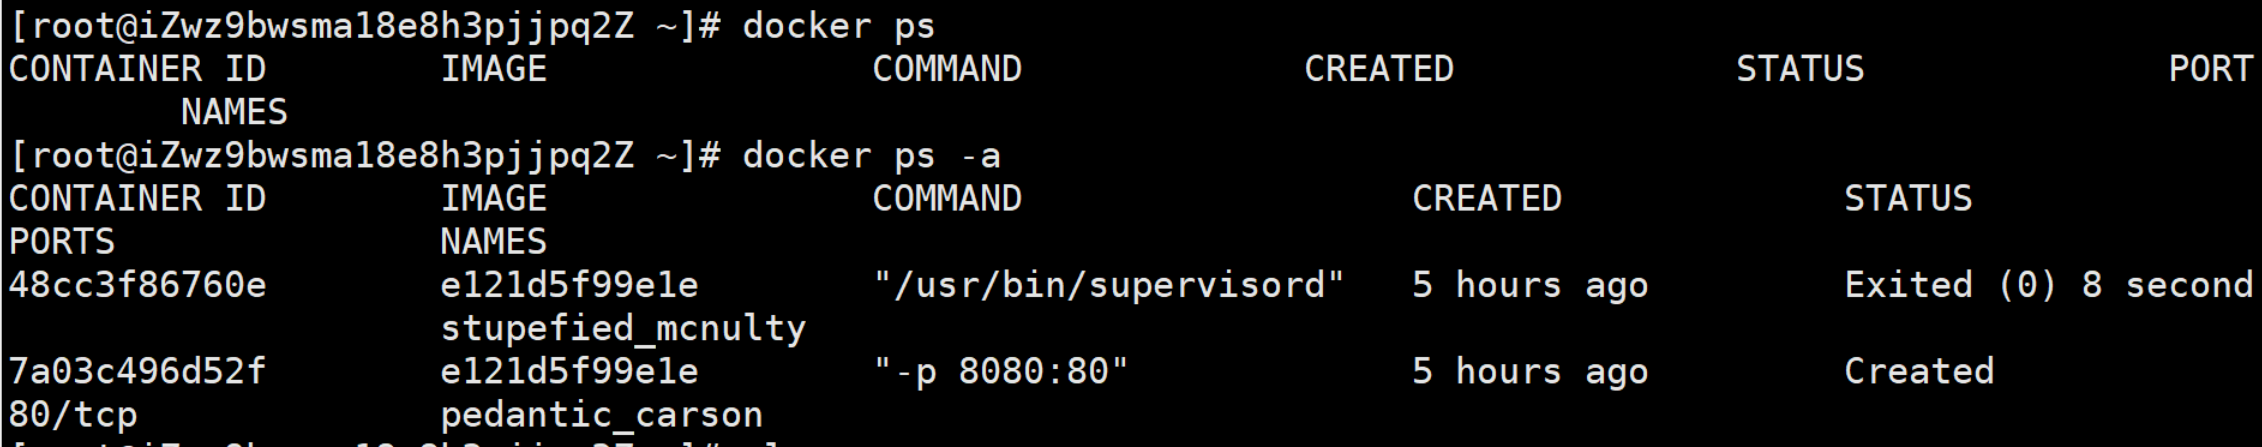 [root@iZwz9bwsma18e8h3pjjpq2Z ~]# docker ps
CONTAINER ID        IMAGE               COMMAND             CREATED             STATUS              PORT
        NAMES
[root@iZwz9bwsma18e8h3pjjpq2Z ~]# docker ps -a
CONTAINER ID        IMAGE               COMMAND                  CREATED             STATUS
PORTS               NAMES
48cc3f86760e        e121d5f99e1e        "/usr/bin/supervisord"   5 hours ago         Exited (0) 8 second
                    stupefied_mcnulty
7a03c496d52f        e121d5f99e1e        "-p 8080:80"             5 hours ago         Created
80/tcp              pedantic_carson